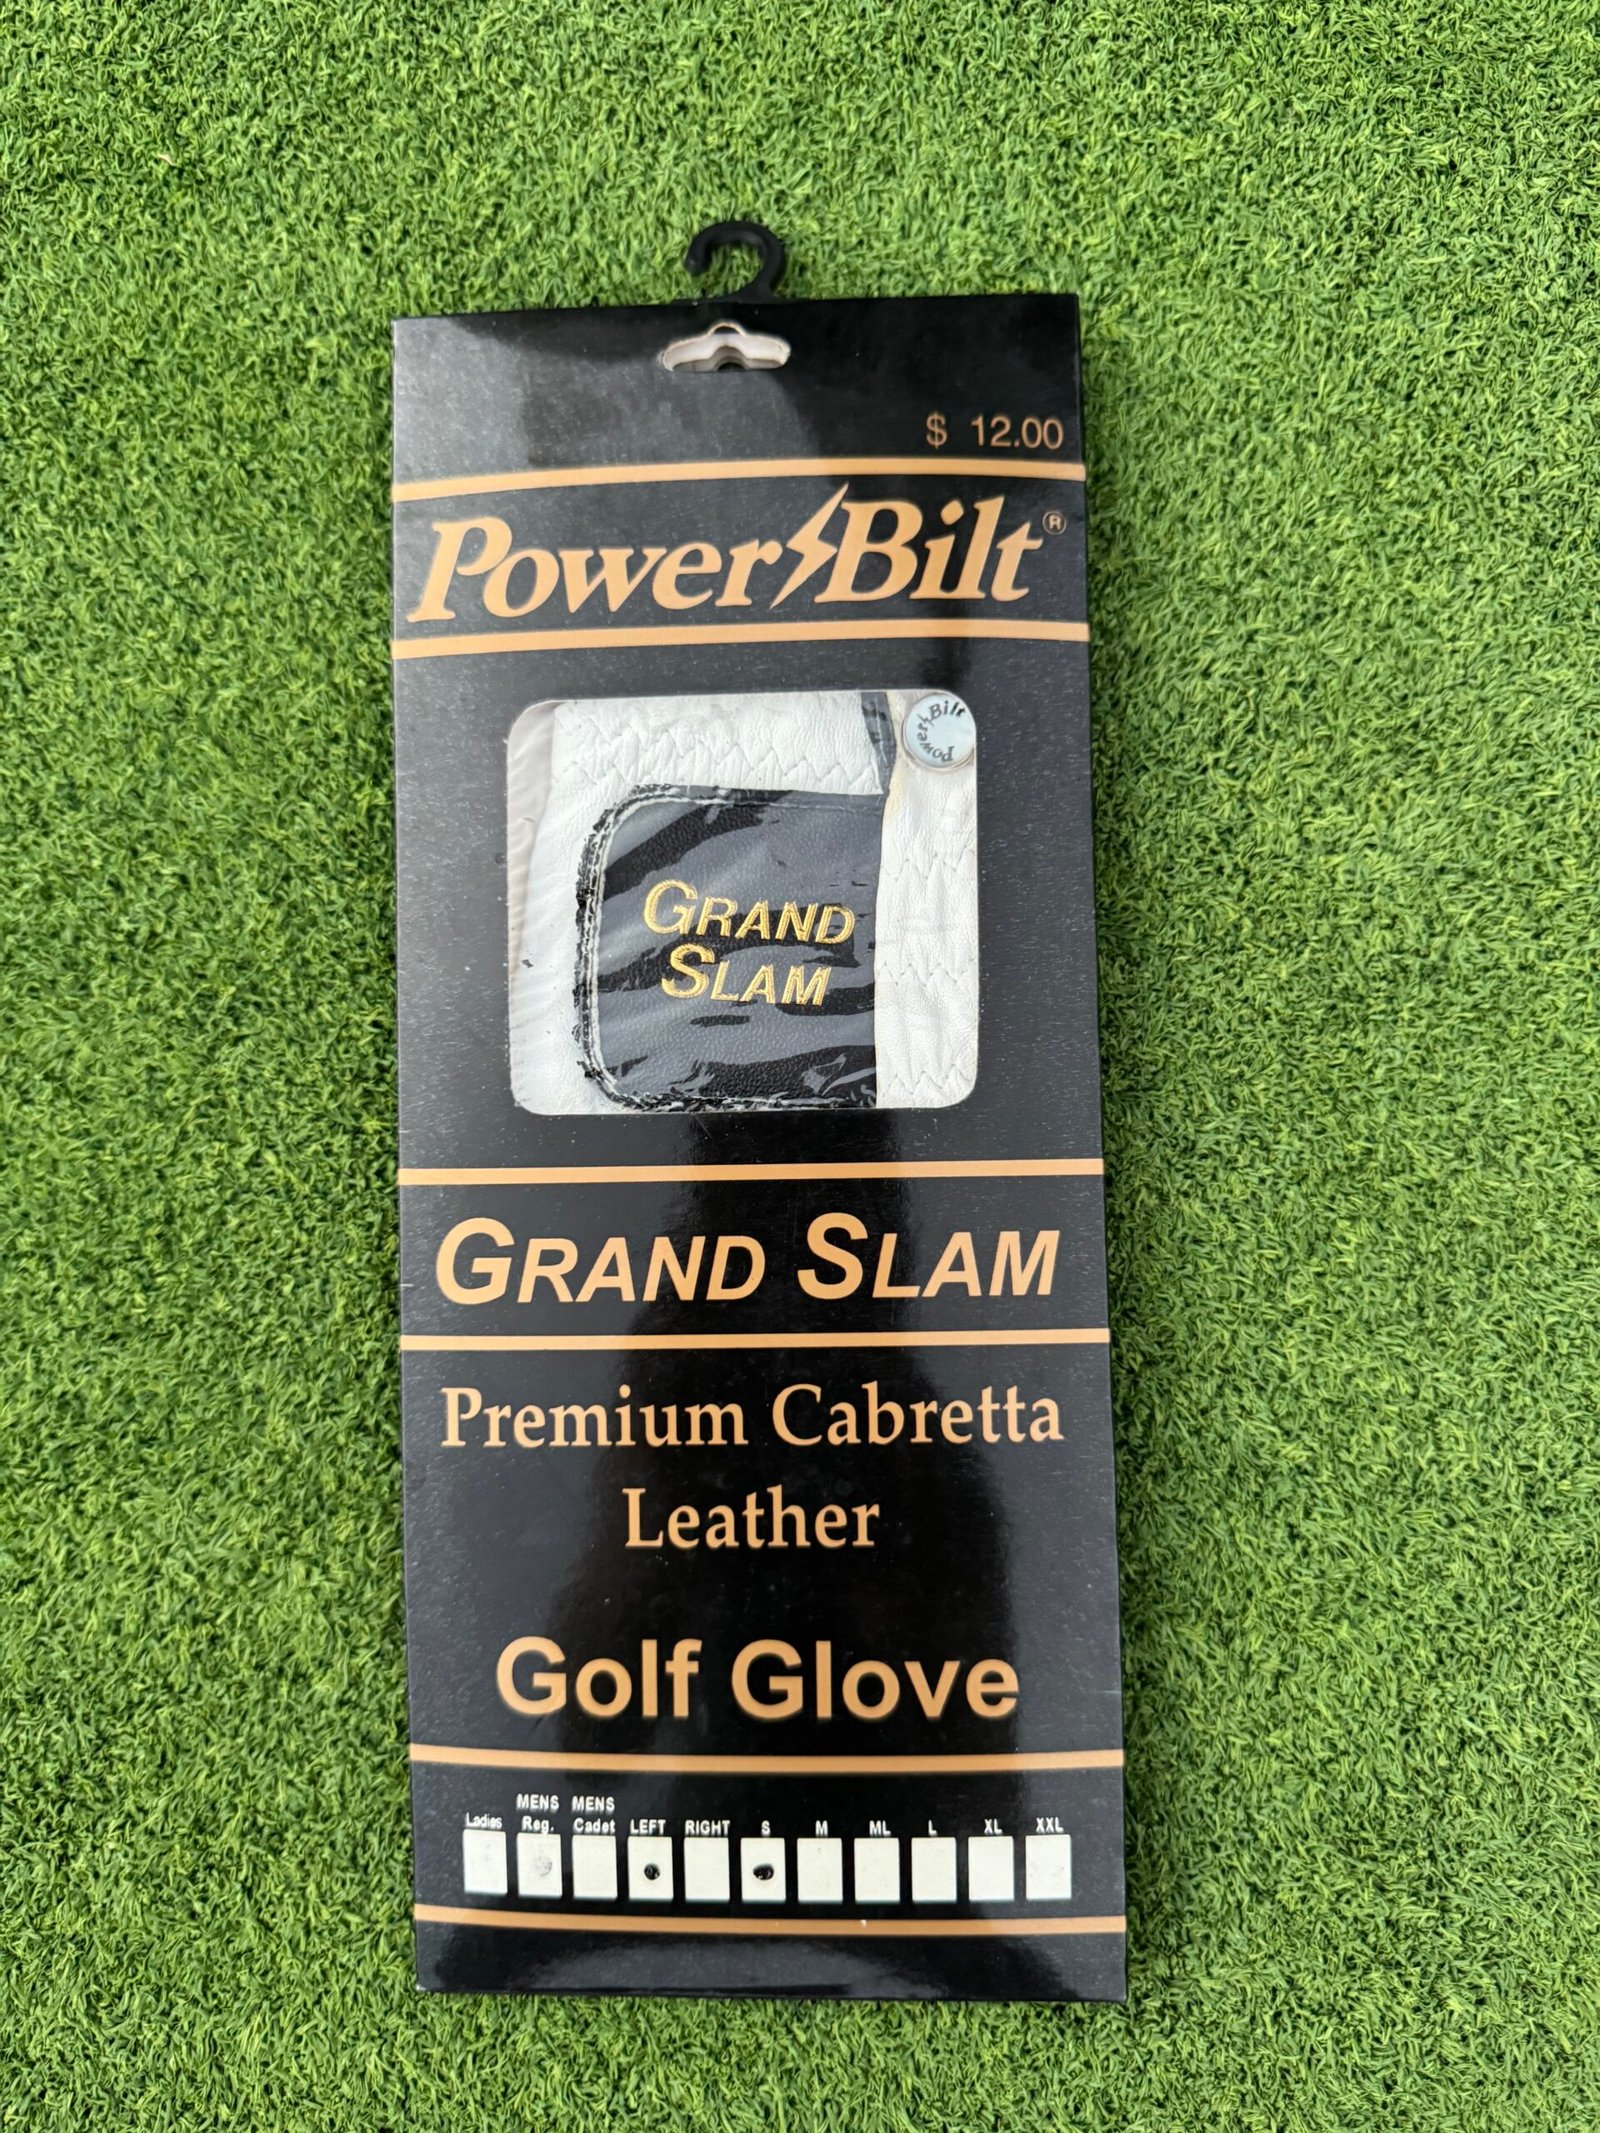 $ 12.00
PowerBilt®
PowerBilt
GRAND
SLAM
GRAND SLAM
Premium Cabretta
Leather
Golf Glove
MENS MENS
Ladies Reg. Cadet LEFT RIGHT S M ML L XL XXL